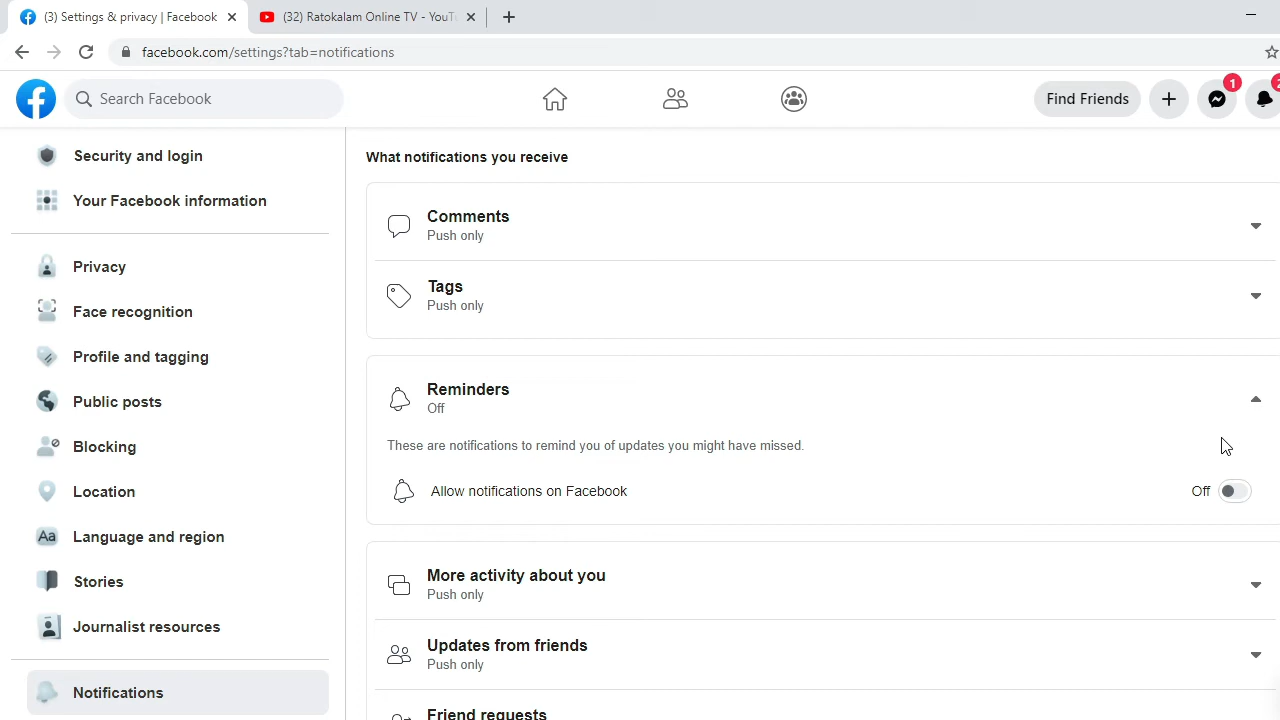 (3) Settings & privacy | Facebook
(32) Ratokalam Online TV - YouT
facebook.com/settings?tab=notifications
Search Facebook
Find Friends
1
2
Security and login
Your Facebook information
Privacy
Face recognition
Profile and tagging
Public posts
Blocking
Location
Aa Language and region
Stories
Journalist resources
Notifications
What notifications you receive
Comments
Push only
Tags
Push only
Reminders
Off
These are notifications to remind you of updates you might have missed.
Allow notifications on Facebook
Off
More activity about you
Push only
Updates from friends
Push only
Friend requests